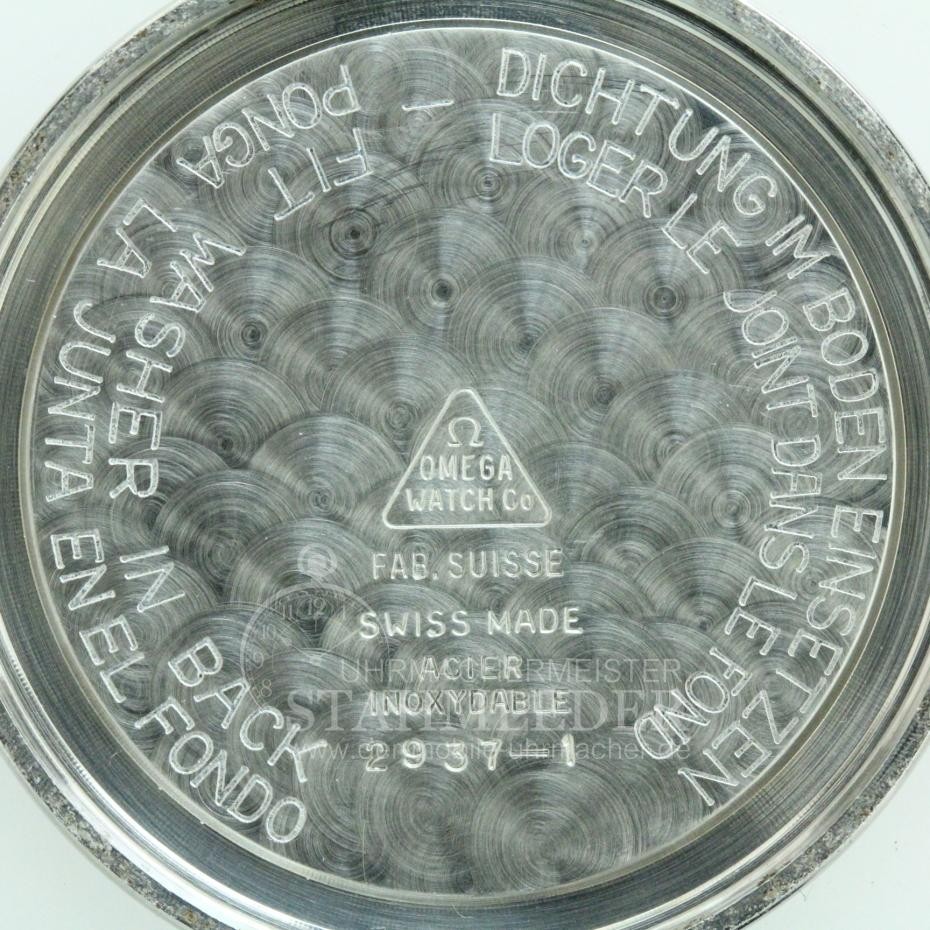 DICHTUNG IM BODEN EINSETZEN
LOGER LE JOINT DANS LE FOND
PONGA LA JUNTA EN EL FONDO
FIT WASHER IN BACK
Ω
OMEGA
WATCH Co
FAB. SUISSE
SWISS MADE
ACIER
INOXYDABLE
2937-1
UHRMACHERMEISTER